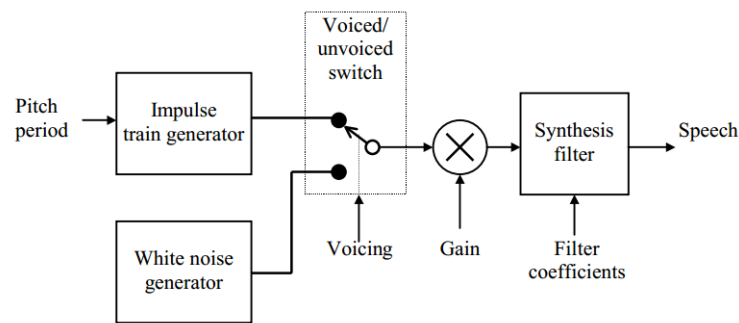 Voiced/
unvoiced
switch
Pitch
period
Impulse
train generator
Synthesis
filter
Speech
White noise
generator
Voicing
Gain
Filter
coefficients